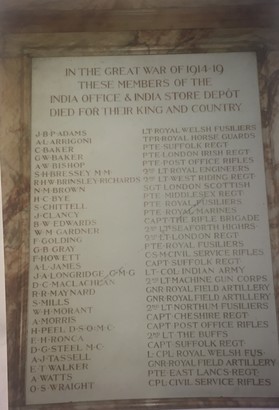 IN THE GREAT WAR OF 1914-19
THESE MEMBERS OF THE
INDIA OFFICE & INDIA STORE DEPÔT
DIED FOR THEIR KING AND COUNTRY
J·B·P·ADAMS LT ROYAL WELSH FUSILIERS
A·L·ARRIGONI TPR ROYAL HORSE GUARDS
C·BAKER PTE SUFFOLK REGT
G·W·BAKER PTE LONDON IRISH REGT
A·W·BISHOP PTE POST OFFICE RIFLES
S·H·BRESSEY M·M· 2ND LT ROYAL ENGINEERS
R·H·W·BRINSLEY RICHARDS 2ND LT WEST RIDING REGT
N·M·BROWN SGT LONDON SCOTTISH
H·C·BYE PTE MIDDLESEX REGT
S·CHITTELL PTE ROYAL FUSILIERS
J·CLANCY PTE ROYAL MARINES
B·W·EDWARDS CAPT THE RIFLE BRIGADE
W·M·GARDNER 2ND LT SEAFORTH HIGHRS
F·GOLDING 2ND LT LONDON REGT
G·B·GRAY PTE ROYAL FUSILIERS
F·HOWETT C·S·M CIVIL SERVICE RIFLES
A·L·JAMES CAPT SUFFOLK REGT
J·A·LONGRIDGE C·M·G LT·COL INDIAN ARMY
D·C·MACLACHLAN 2ND LT MACHINE GUN CORPS
R·R·MAYNARD GNR ROYAL FIELD ARTILLERY
S·MILLS GNR ROYAL FIELD ARTILLERY
W·H·MORANT 2ND LT NORTHUM FUSILIERS
A·MORRIS CAPT CHESHIRE REGT
H·PEEL D·S·O·M·C CAPT POST OFFICE RIFLES
F·H·RONCA 2ND LT THE BUFFS
D·G·STEEL M·C CAPT SUFFOLK REGT
A·J·TASSELL L·CPL ROYAL WELSH FUS
E·T·WALKER GNR ROYAL FIELD ARTILLERY
A·WATTS PTE EAST LANCS REGT
O·S·WRIGHT CPL CIVIL SERVICE RIFLES